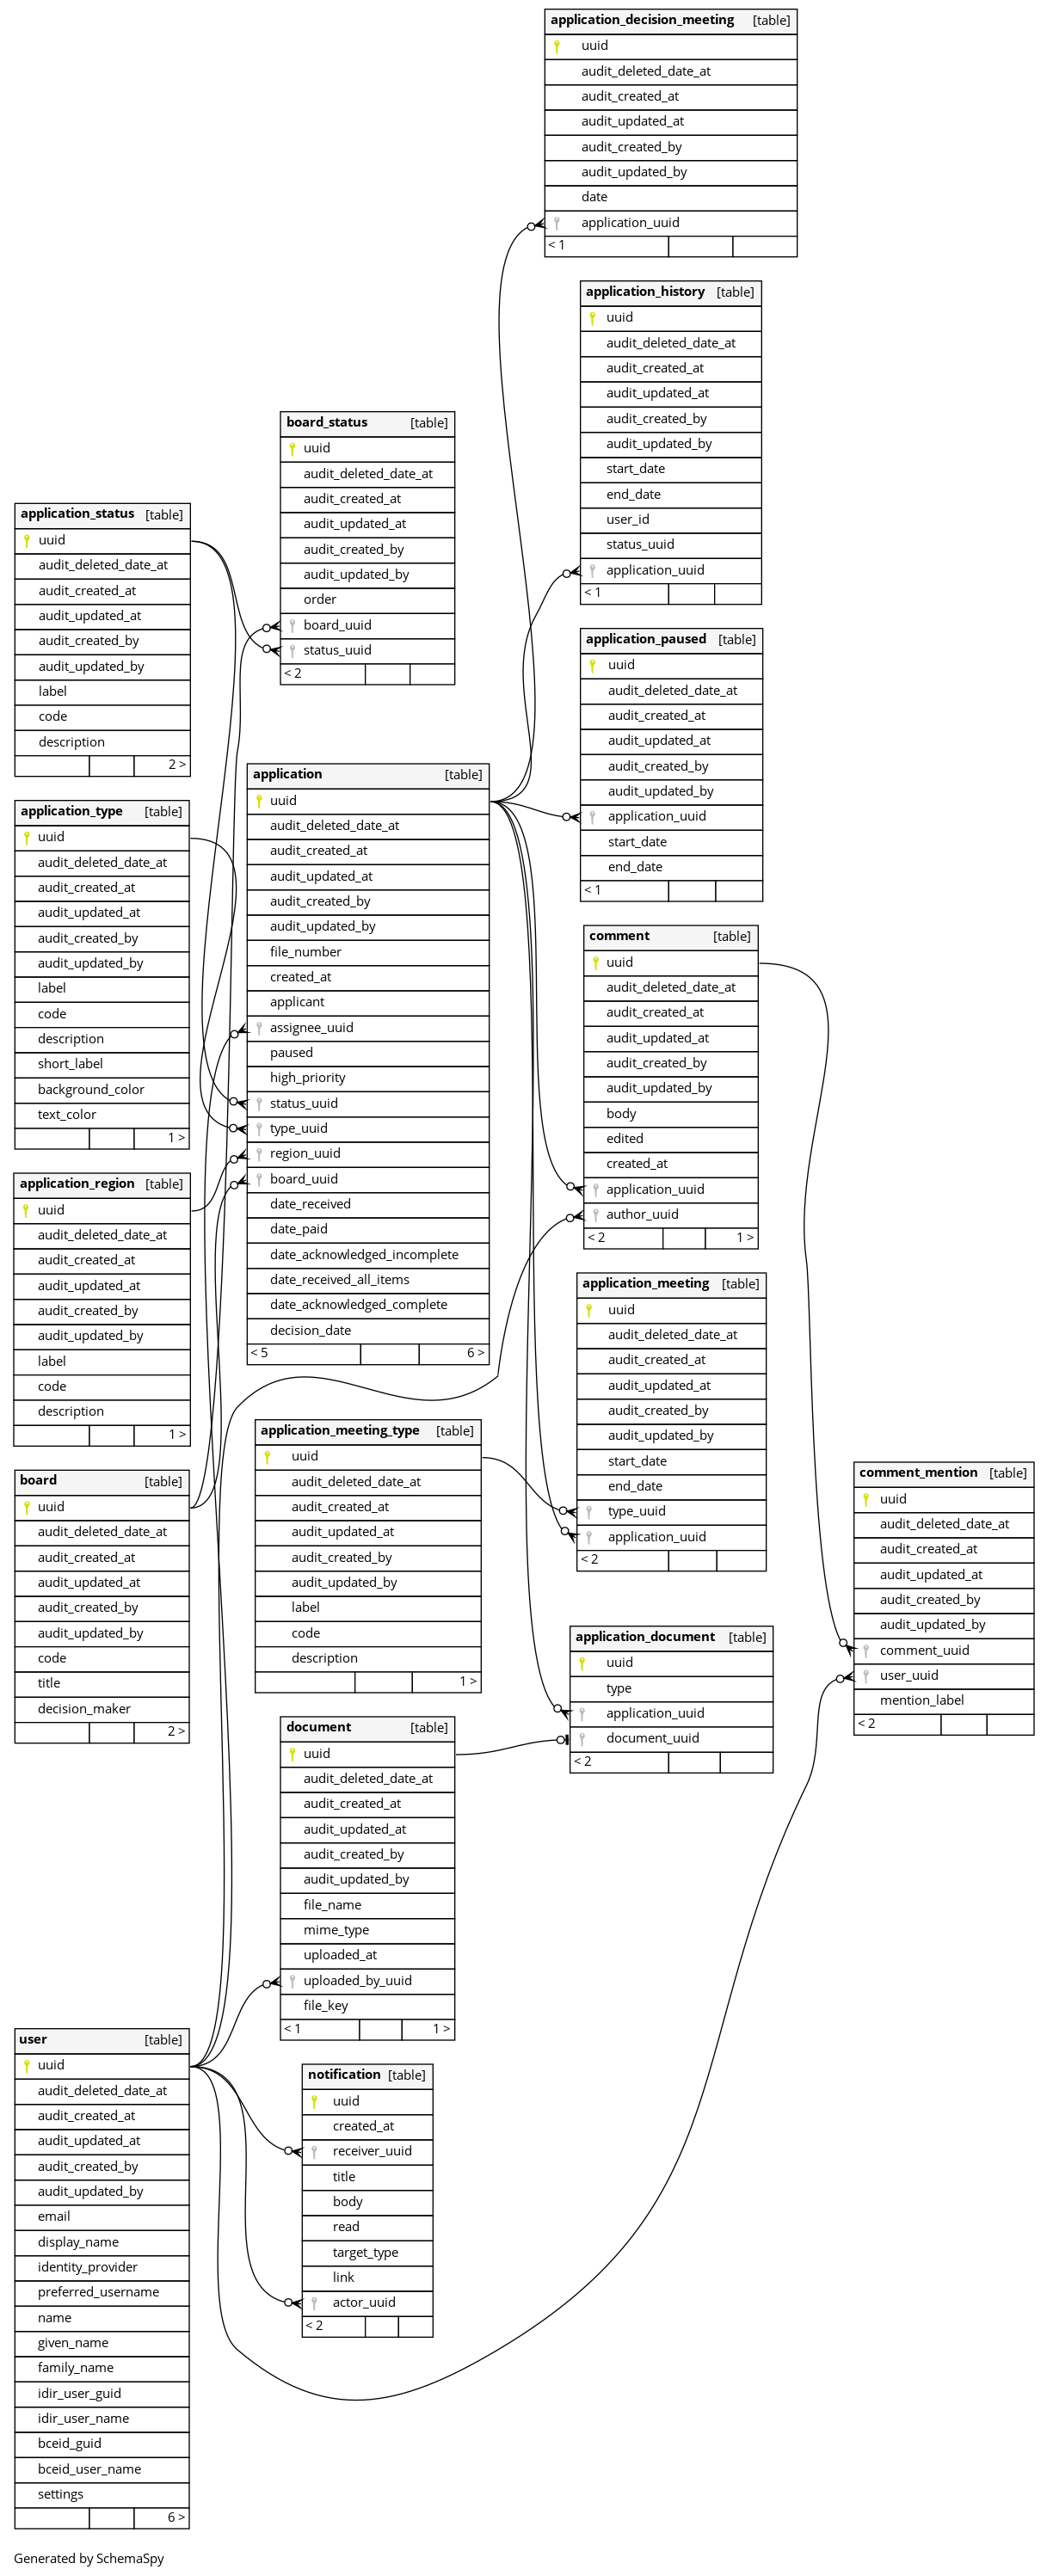 application_decision_meeting [table]
uuid
audit_deleted_date_at
audit_created_at
audit_updated_at
audit_created_by
audit_updated_by
date
application_uuid
< 1
application_history [table]
uuid
audit_deleted_date_at
audit_created_at
audit_updated_at
audit_created_by
audit_updated_by
start_date
end_date
user_id
status_uuid
application_uuid
< 1
board_status [table]
uuid
audit_deleted_date_at
audit_created_at
audit_updated_at
audit_created_by
audit_updated_by
order
board_uuid
status_uuid
< 2
application_status [table]
uuid
audit_deleted_date_at
audit_created_at
audit_updated_at
audit_created_by
audit_updated_by
label
code
description
2 >
application_paused [table]
uuid
audit_deleted_date_at
audit_created_at
audit_updated_at
audit_created_by
audit_updated_by
application_uuid
start_date
end_date
< 1
application [table]
uuid
audit_deleted_date_at
audit_created_at
audit_updated_at
audit_created_by
audit_updated_by
file_number
created_at
applicant
assignee_uuid
paused
high_priority
status_uuid
type_uuid
region_uuid
board_uuid
date_received
date_paid
date_acknowledged_incomplete
date_received_all_items
date_acknowledged_complete
decision_date
< 5 6 >
application_type [table]
uuid
audit_deleted_date_at
audit_created_at
audit_updated_at
audit_created_by
audit_updated_by
label
code
description
short_label
background_color
text_color
1 >
comment [table]
uuid
audit_deleted_date_at
audit_created_at
audit_updated_at
audit_created_by
audit_updated_by
body
edited
created_at
application_uuid
author_uuid
< 2 1 >
application_region [table]
uuid
audit_deleted_date_at
audit_created_at
audit_updated_at
audit_created_by
audit_updated_by
label
code
description
1 >
application_meeting [table]
uuid
audit_deleted_date_at
audit_created_at
audit_updated_at
audit_created_by
audit_updated_by
start_date
end_date
type_uuid
application_uuid
< 2
application_meeting_type [table]
uuid
audit_deleted_date_at
audit_created_at
audit_updated_at
audit_created_by
audit_updated_by
label
code
description
1 >
comment_mention [table]
uuid
audit_deleted_date_at
audit_created_at
audit_updated_at
audit_created_by
audit_updated_by
comment_uuid
user_uuid
mention_label
< 2
board [table]
uuid
audit_deleted_date_at
audit_created_at
audit_updated_at
audit_created_by
audit_updated_by
code
title
decision_maker
2 >
application_document [table]
uuid
type
application_uuid
document_uuid
< 2
document [table]
uuid
audit_deleted_date_at
audit_created_at
audit_updated_at
audit_created_by
audit_updated_by
file_name
mime_type
uploaded_at
uploaded_by_uuid
file_key
< 1 1 >
user [table]
uuid
audit_deleted_date_at
audit_created_at
audit_updated_at
audit_created_by
audit_updated_by
email
display_name
identity_provider
preferred_username
name
given_name
family_name
idir_user_guid
idir_user_name
bceid_guid
bceid_user_name
settings
6 >
notification [table]
uuid
created_at
receiver_uuid
title
body
read
target_type
link
actor_uuid
< 2
Generated by SchemaSpy